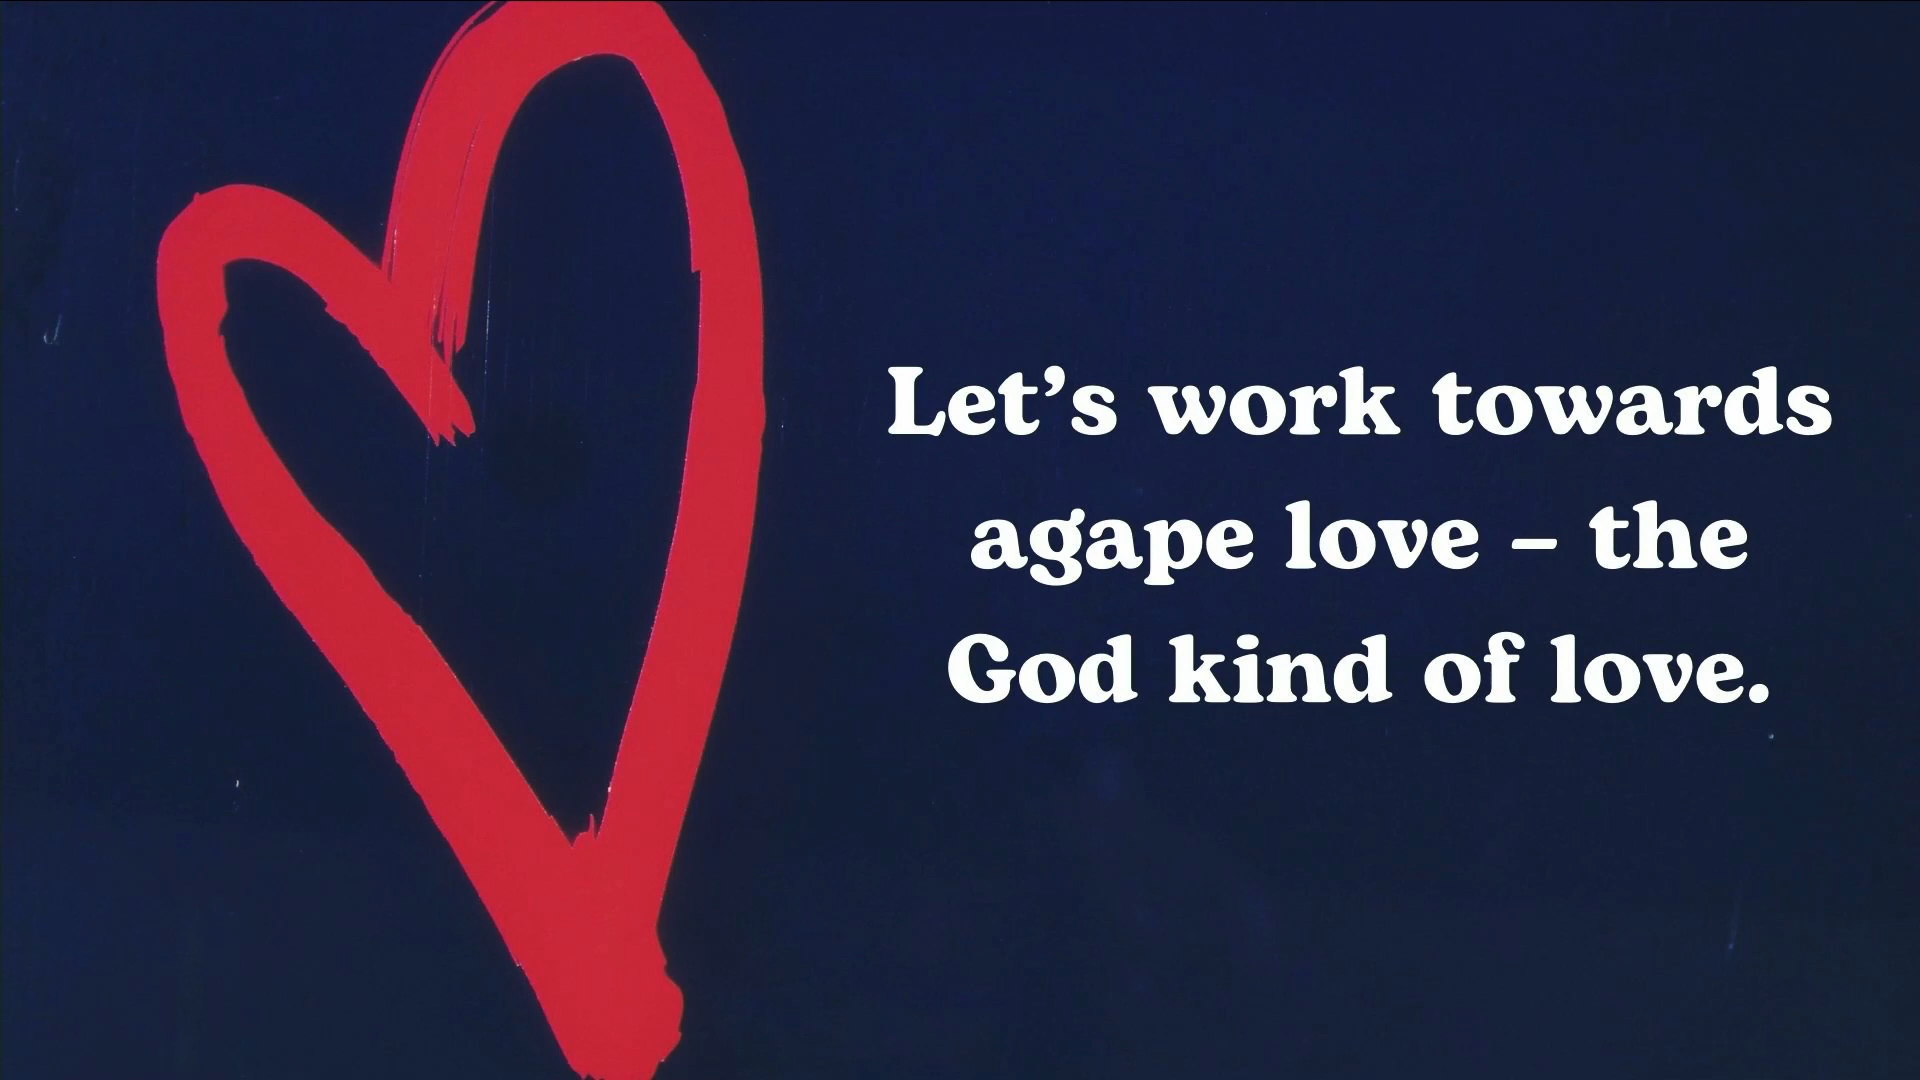 Let’s work towards
agape love – the
God kind of love.